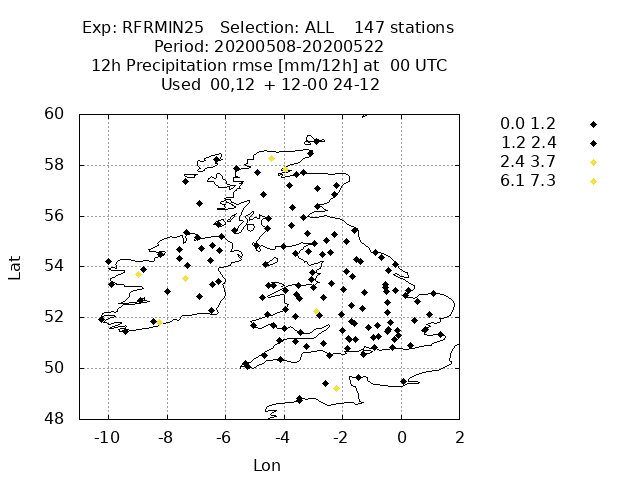 Exp: RFRMIN25 Selection: ALL 147 stations
Period: 20200508-20200522
12h Precipitation rmse [mm/12h] at 00 UTC
Used 00,12 + 12-00 24-12
60
58
56
54
52
50
48
-10 -8 -6 -4 -2 0 2
Lat
Lon
0.0 1.2
1.2 2.4
2.4 3.7
6.1 7.3